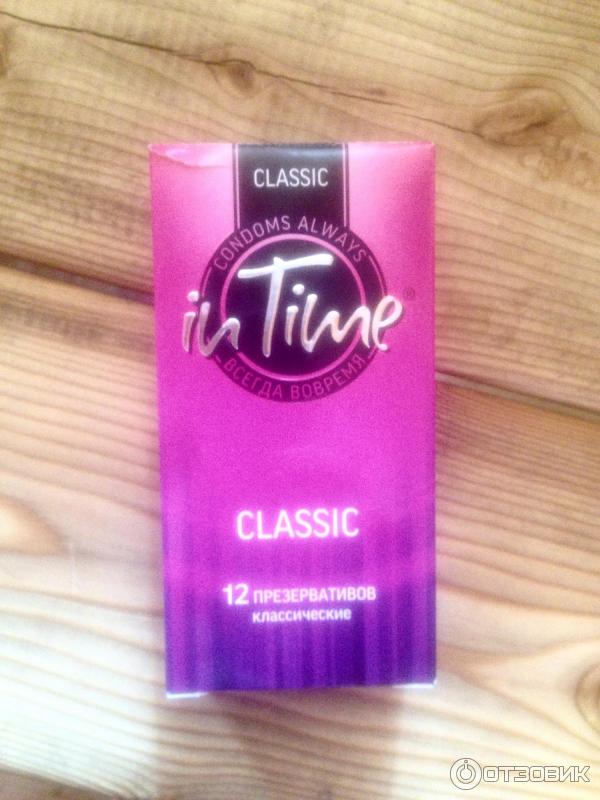 CLASSIC
CONDOMS ALWAYS
in Time®
ВСЕГДА ВОВРЕМЯ
CLASSIC
12 ПРЕЗЕРВАТИВОВ
классические
ОТЗОВИК